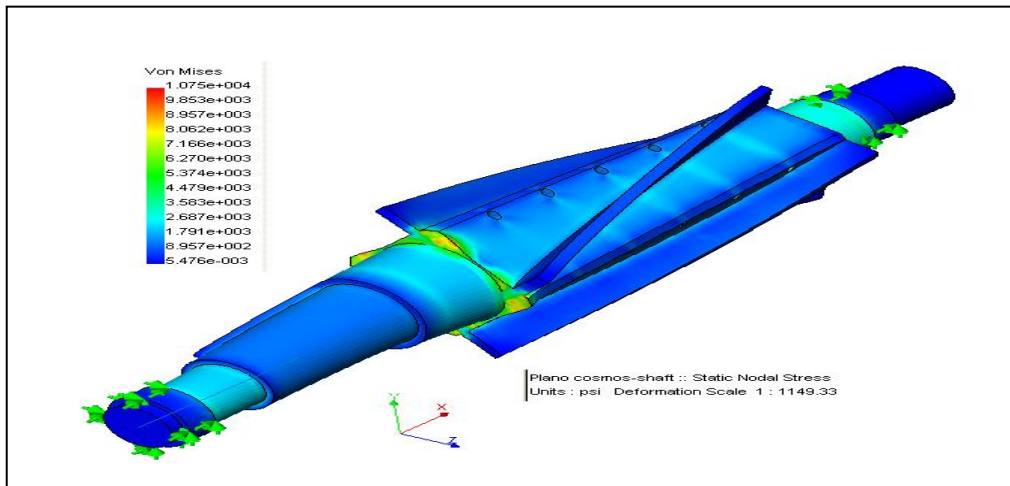 Von Mises
1.075e+004
9.853e+003
8.957e+003
8.062e+003
7.166e+003
6.270e+003
5.374e+003
4.479e+003
3.583e+003
2.687e+003
1.791e+003
8.957e+002
5.476e-003
Plano cosmos-shaft :: Static Nodal Stress
Units : psi Deformation Scale 1 : 1149.33
Y
X
Z